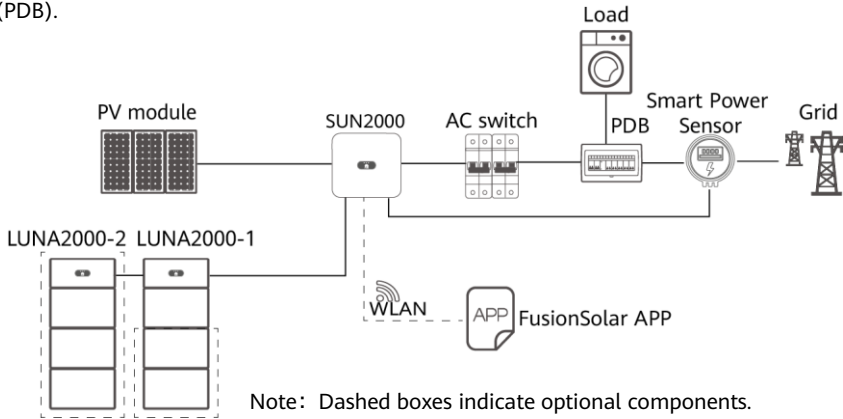 (PDB).
Load
PV module
SUN2000
AC switch
PDB
Smart Power
Sensor
Grid
LUNA2000-2 LUNA2000-1
WLAN
APP
FusionSolar APP
Note: Dashed boxes indicate optional components.